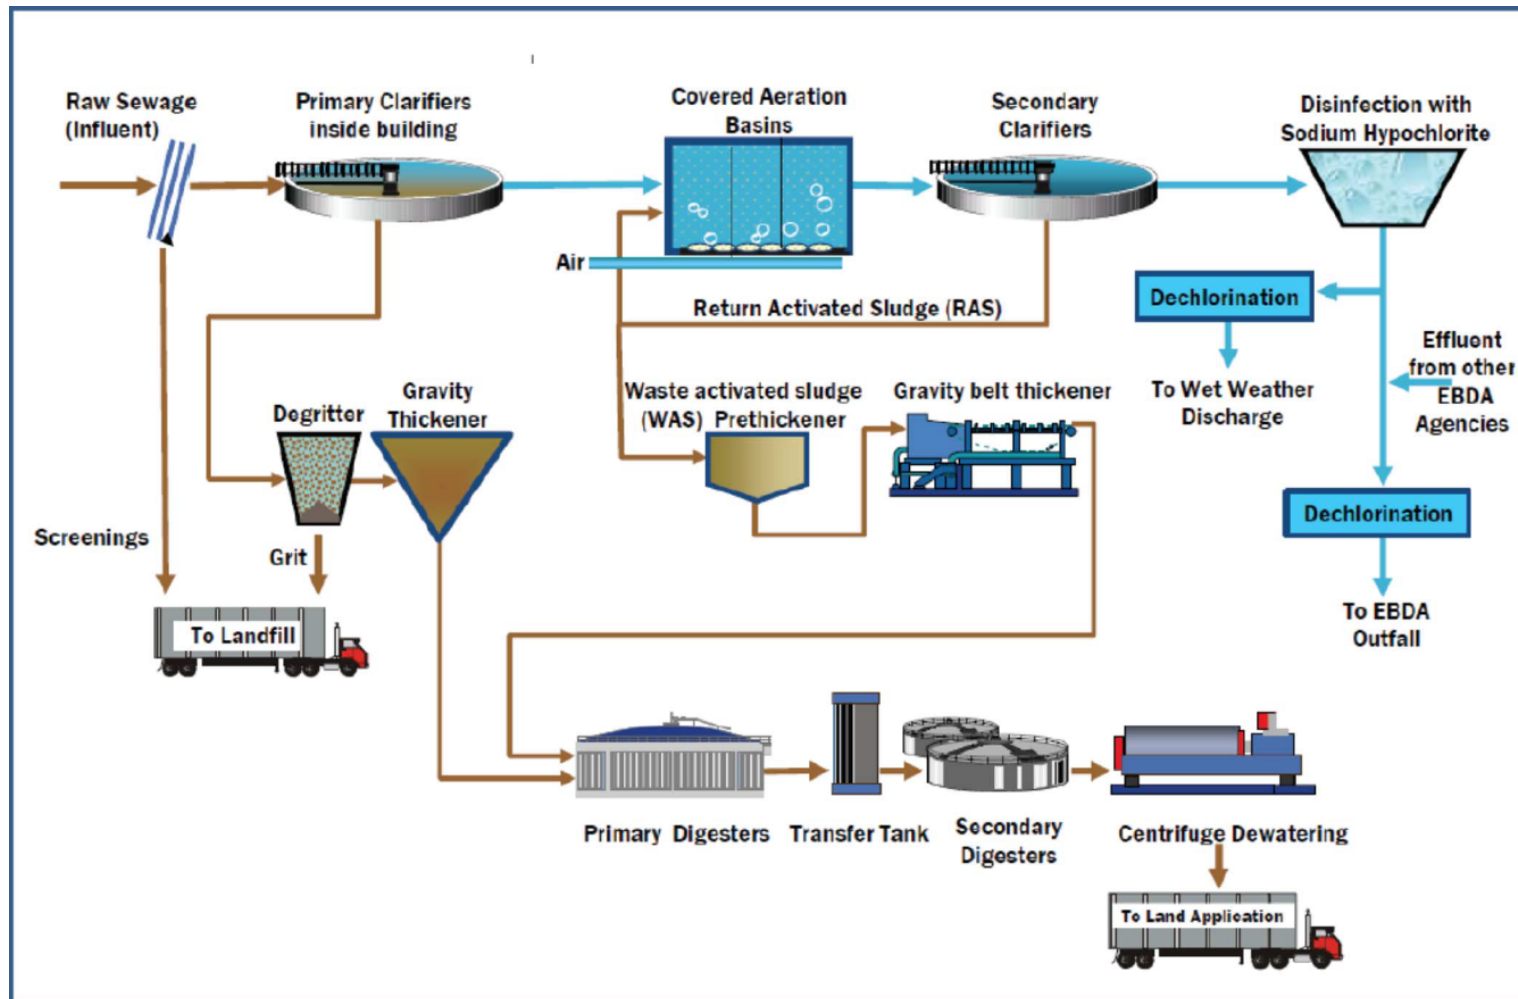 Raw Sewage
(Influent)
Primary Clarifiers
inside building
Covered Aeration
Basins
Secondary
Clarifiers
Disinfection with
Sodium Hypochlorite
Air
Return Activated Sludge (RAS)
Dechlorination
To Wet Weather
Discharge
Effluent
from other
EBDA
Agencies
Degritter
Gravity
Thickener
Waste activated sludge
(WAS) Prethickener
Gravity belt thickener
Dechlorination
To EBDA
Outfall
Screenings
Grit
To Landfill
Primary Digesters
Transfer Tank
Secondary
Digesters
Centrifuge Dewatering
To Land Application